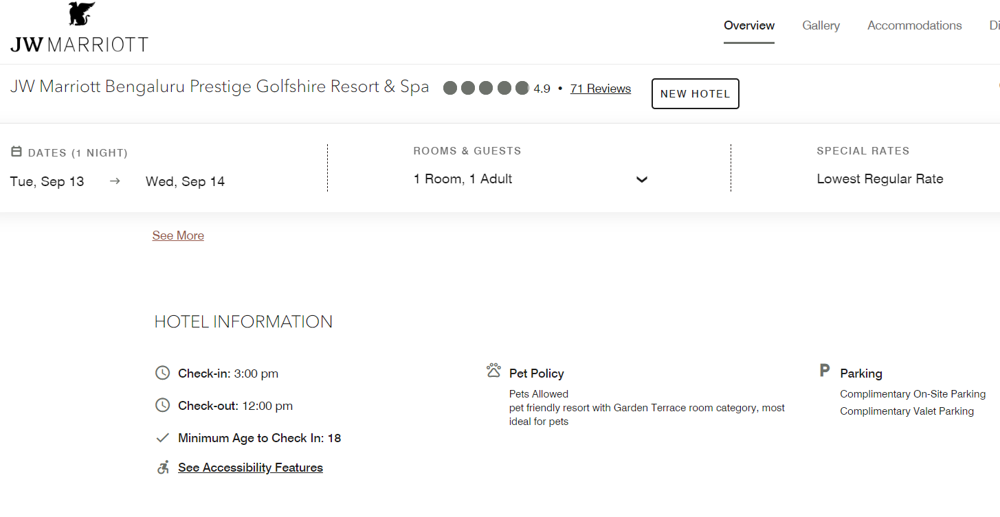 JW MARRIOTT
Overview Gallery Accommodations
JW Marriott Bengaluru Prestige Golfshire Resort & Spa 4.9 • 71 Reviews NEW HOTEL
DATES (1 NIGHT) ROOMS & GUESTS SPECIAL RATES
Tue, Sep 13 → Wed, Sep 14 1 Room, 1 Adult Lowest Regular Rate
See More
HOTEL INFORMATION
Check-in: 3:00 pm
Check-out: 12:00 pm
Minimum Age to Check In: 18
See Accessibility Features
Pet Policy
Pets Allowed
pet friendly resort with Garden Terrace room category, most
ideal for pets
P Parking
Complimentary On-Site Parking
Complimentary Valet Parking